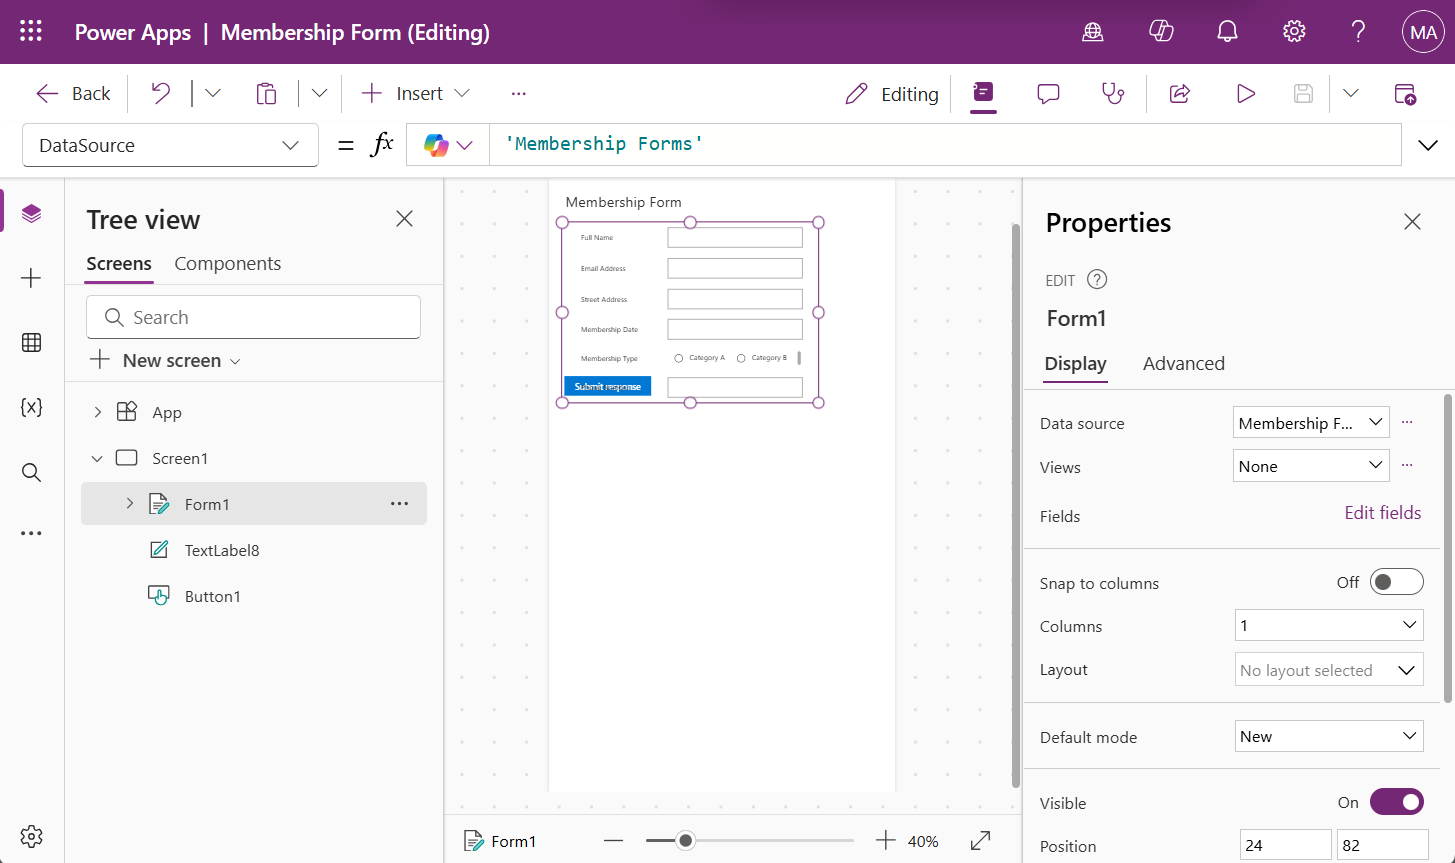 Power Apps | Membership Form (Editing)
MA
Back
Insert
Editing
DataSource
= fx
'Membership Forms'
Tree view
Screens Components
Search
New screen
App
Screen1
Form1
TextLabel8
Button1
Membership Form
Full Name
Email Address
Street Address
Membership Date
Membership Type
Category A
Category B
Submit response
Form1
40%
Properties
EDIT
Form1
Display Advanced
Data source
Membership F...
Views
None
Fields
Edit fields
Snap to columns
Off
Columns
1
Layout
No layout selected
Default mode
New
Visible
On
Position
24
82